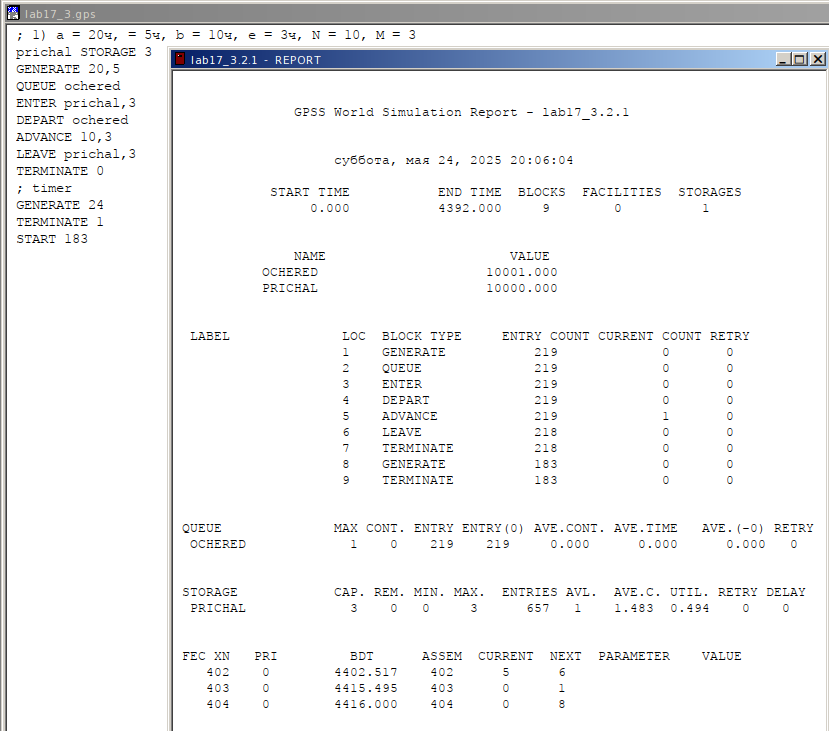 lab17_3.gps
; 1) a = 20ч, = 5ч, b = 10ч, e = 3ч, N = 10, M = 3
prichal STORAGE 3
GENERATE 20,5
QUEUE ochered
ENTER prichal,3
DEPART ochered
ADVANCE 10,3
LEAVE prichal,3
TERMINATE 0
; timer
GENERATE 24
TERMINATE 1
START 183
lab17_3.2.1 - REPORT
GPSS World Simulation Report - lab17_3.2.1
суббота, мая 24, 2025 20:06:04
START TIME END TIME BLOCKS FACILITIES STORAGES
0.000 4392.000 9 0 1
NAME VALUE
OCHERED 10001.000
PRICHAL 10000.000
LABEL LOC BLOCK TYPE ENTRY COUNT CURRENT COUNT RETRY
1 GENERATE 219 0 0
2 QUEUE 219 0 0
3 ENTER 219 0 0
4 DEPART 219 0 0
5 ADVANCE 219 1 0
6 LEAVE 218 0 0
7 TERMINATE 218 0 0
8 GENERATE 183 0 0
9 TERMINATE 183 0 0
QUEUE MAX CONT. ENTRY ENTRY(0) AVE.CONT. AVE.TIME AVE.(-0) RETRY
OCHERED 1 0 219 219 0.000 0.000 0.000 0
STORAGE CAP. REM. MIN. MAX. ENTRIES AVL. AVE.C. UTIL. RETRY DELAY
PRICHAL 3 0 0 3 657 1 1.483 0.494 0 0
FEC XN PRI BDT ASSEM CURRENT NEXT PARAMETER VALUE
402 0 4402.517 402 5 6
403 0 4415.495 403 0 1
404 0 4416.000 404 0 8